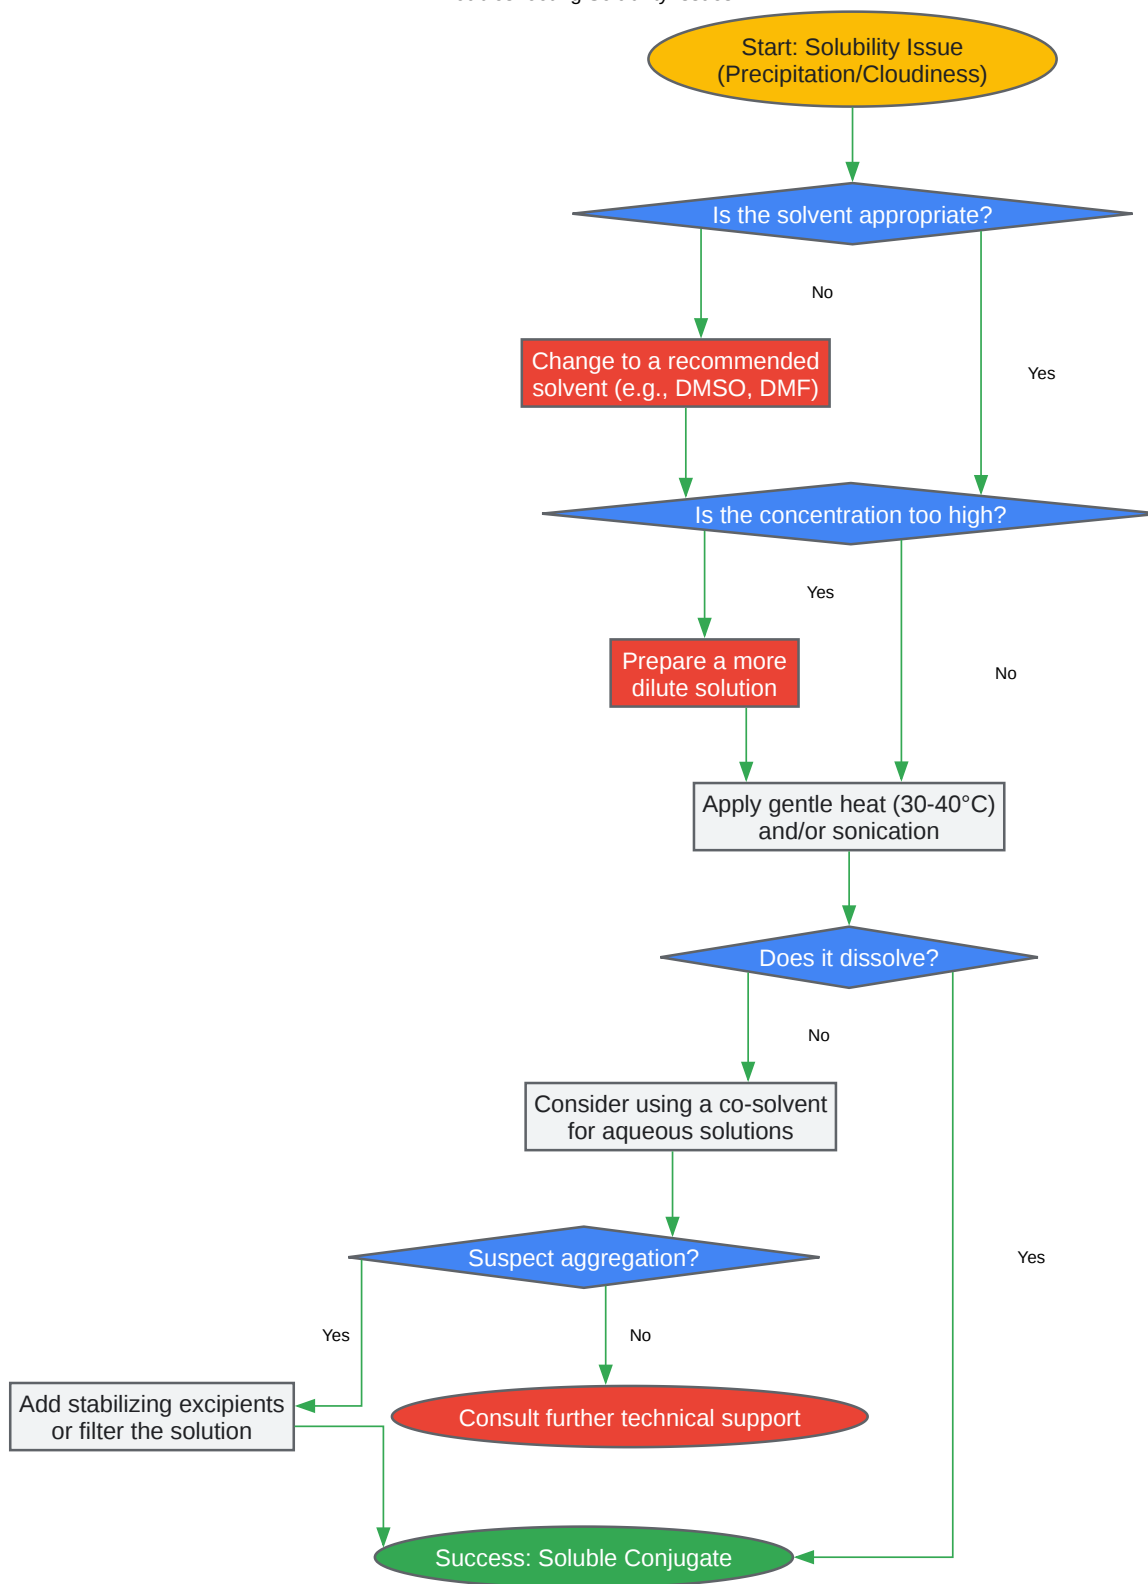 Start: Solubility Issue
(Precipitation/Cloudiness)
Is the solvent appropriate?
No
Change to a recommended
solvent (e.g., DMSO, DMF)
Yes
Is the concentration too high?
Yes
Prepare a more
dilute solution
No
Apply gentle heat (30-40°C)
and/or sonication
Does it dissolve?
No
Consider using a co-solvent
for aqueous solutions
Yes
Suspect aggregation?
Yes
No
Add stabilizing excipients
or filter the solution
Consult further technical support
Success: Soluble Conjugate